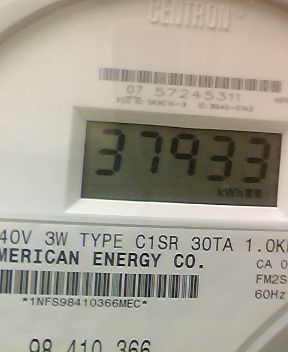 CENTRON
07 57245311
37933
kWh
40V 3W TYPE C1SR 30TA 1.0K
MERICAN ENERGY CO.
CA 0
FM2S
60Hz
*1NFS98410366MEC*
98 410 366